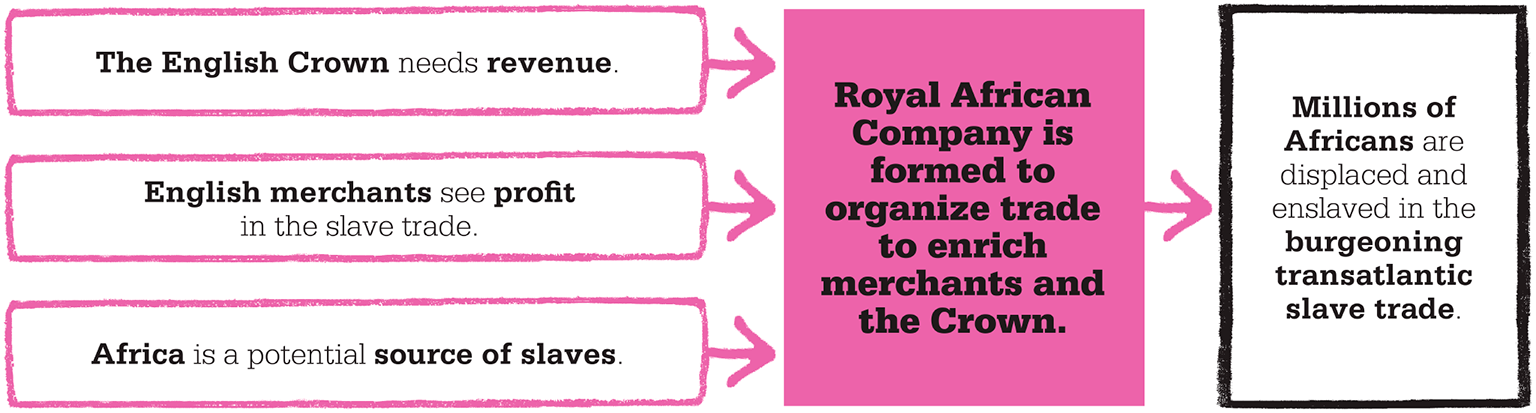 The English Crown needs revenue.
English merchants see profit
in the slave trade.
Africa is a potential source of slaves.
Royal African
Company is
formed to
organize trade
to enrich
merchants and
the Crown.
Millions of
Africans are
displaced and
enslaved in the
burgeoning
transatlantic
slave trade.